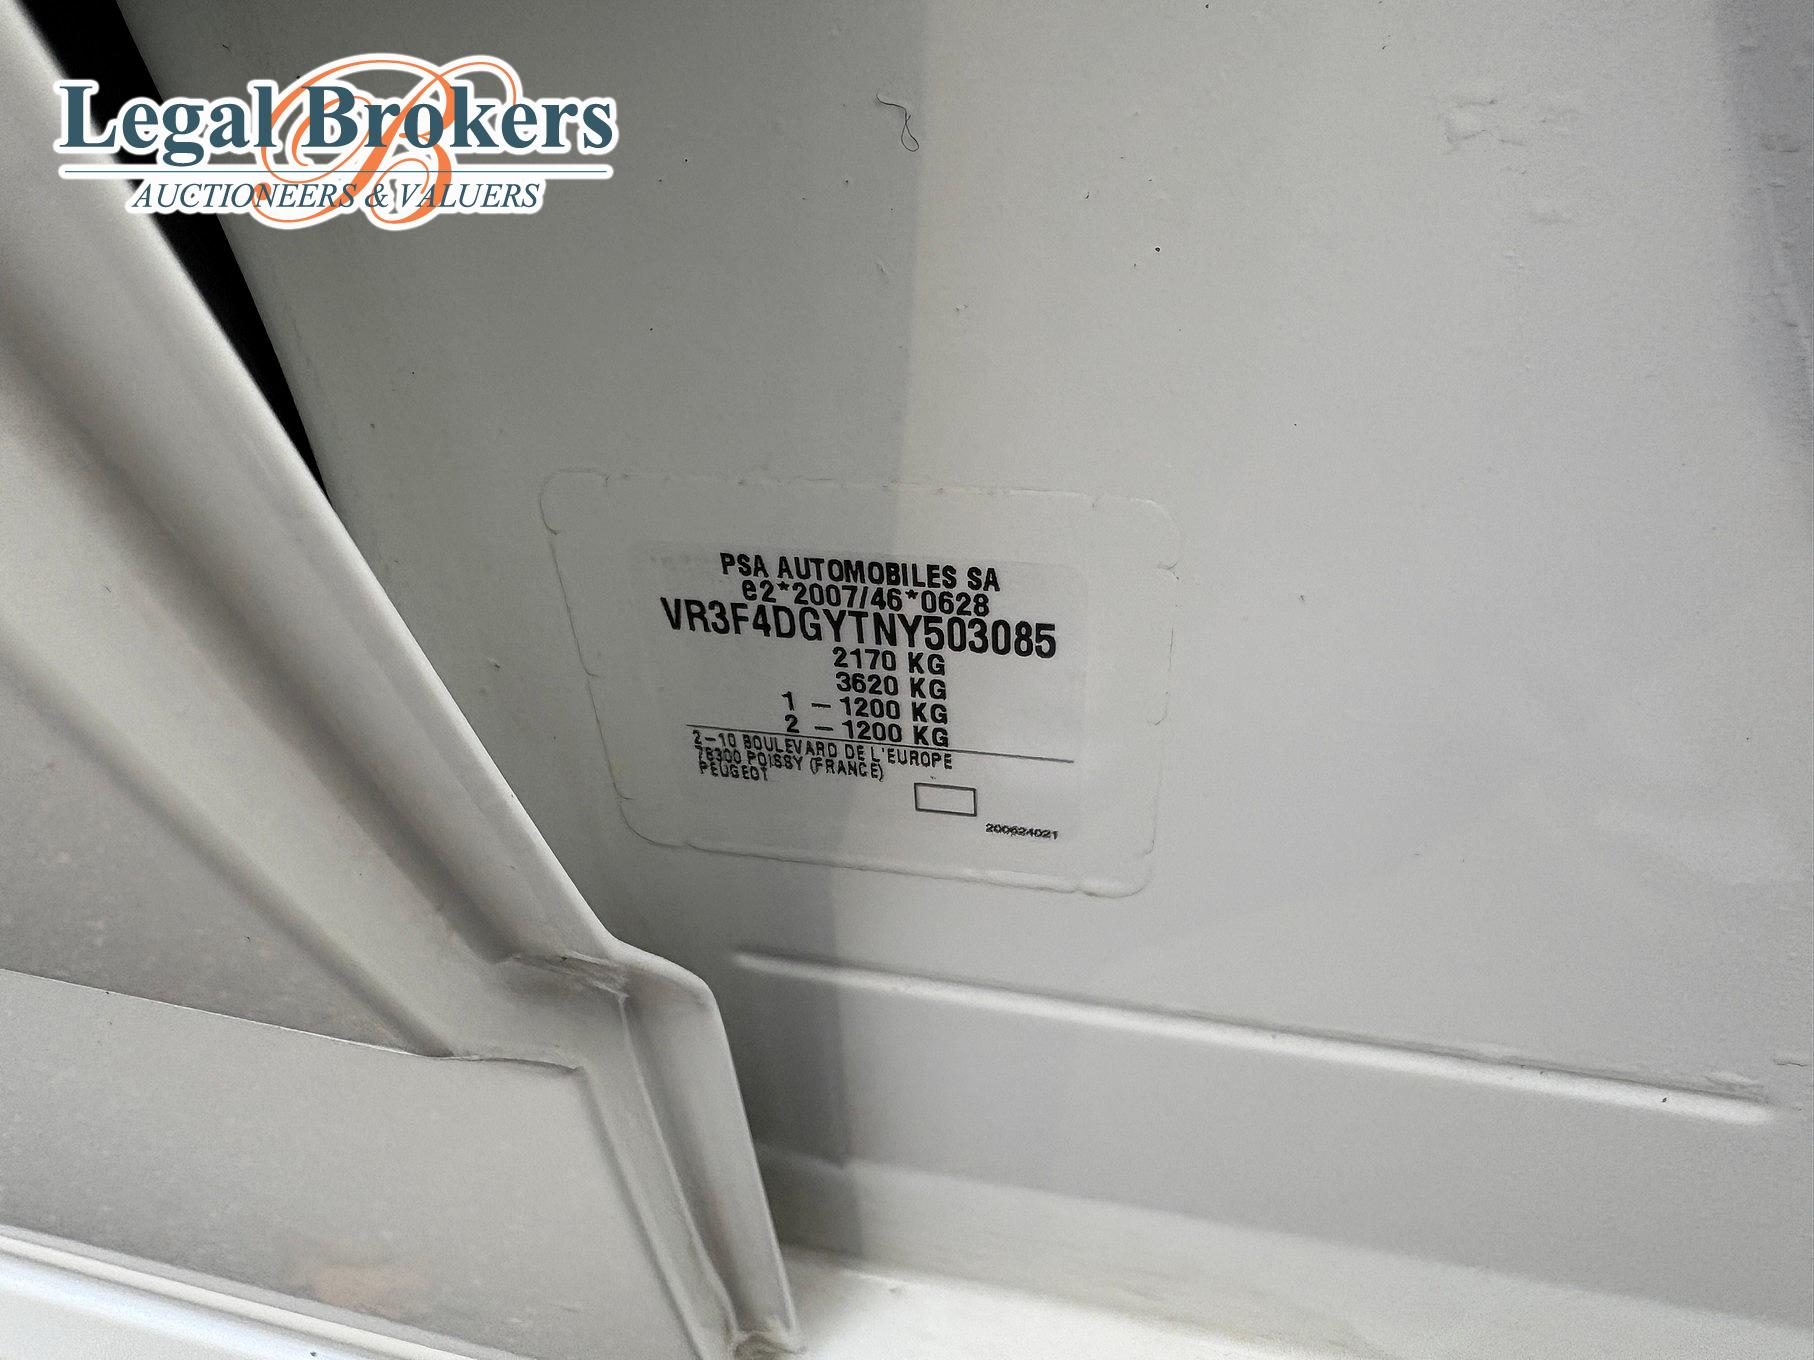 Legal Brokers
AUCTIONEERS & VALUERS
PSA AUTOMOBILES SA
e2*2007/46*0628
VR3F4DGYTNY503085
2170 KG
3620 KG
1 – 1200 KG
2 – 1200 KG
2-10 BOULEVARD DE L'EUROPE
78300 POISSY (FRANCE)
PEUGEOT
200624021